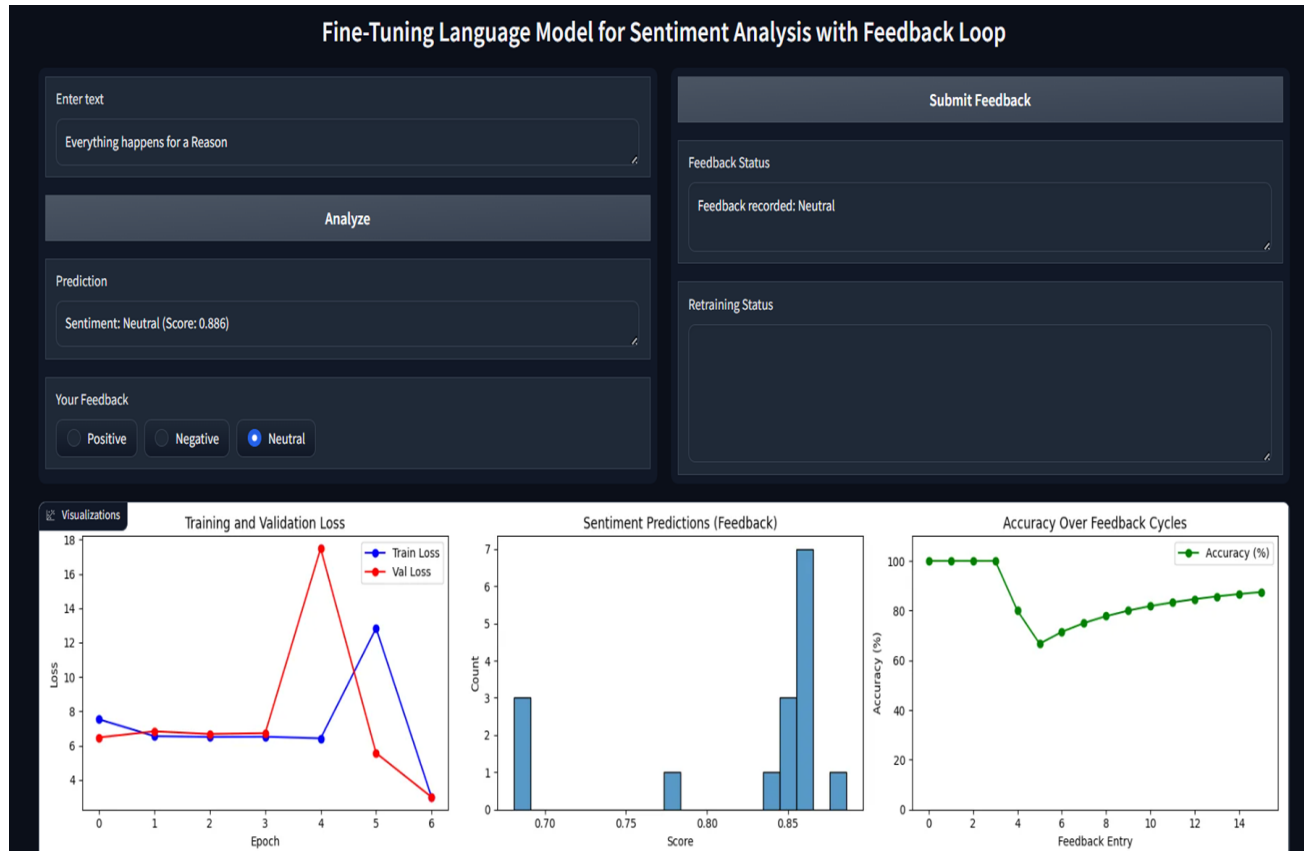 Fine-Tuning Language Model for Sentiment Analysis with Feedback Loop
Enter text
Everything happens for a Reason
Analyze
Prediction
Sentiment: Neutral (Score: 0.886)
Your Feedback
Positive
Negative
Neutral
Submit Feedback
Feedback Status
Feedback recorded: Neutral
Retraining Status
Visualizations
Training and Validation Loss
Train Loss
Val Loss
Loss
18
16
14
12
10
8
6
4
0 1 2 3 4 5 6
Epoch
Sentiment Predictions (Feedback)
Count
7
6
5
4
3
2
1
0
0.70 0.75 0.80 0.85
Score
Accuracy Over Feedback Cycles
Accuracy (%)
Accuracy (%)
100
80
60
40
20
0
0 2 4 6 8 10 12 14
Feedback Entry